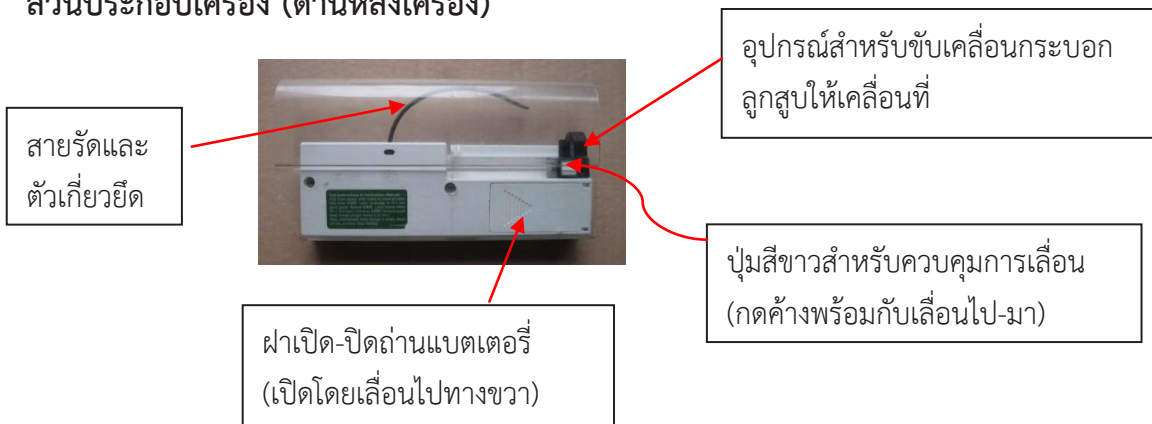 ส่วนประกอบเครื่อง (ด้านหลังเครื่อง)
อุปกรณ์สำหรับขับเคลื่อนกระบอก
ลูกสูบให้เคลื่อนที่
สายรัดและ
ตัวเกี่ยวยึด
ปุ่มสีขาวสำหรับควบคุมการเลื่อน
(กดค้างพร้อมกับเลื่อนไป-มา)
ฝาเปิด-ปิดถ่านแบตเตอรี่
(เปิดโดยเลื่อนไปทางขวา)